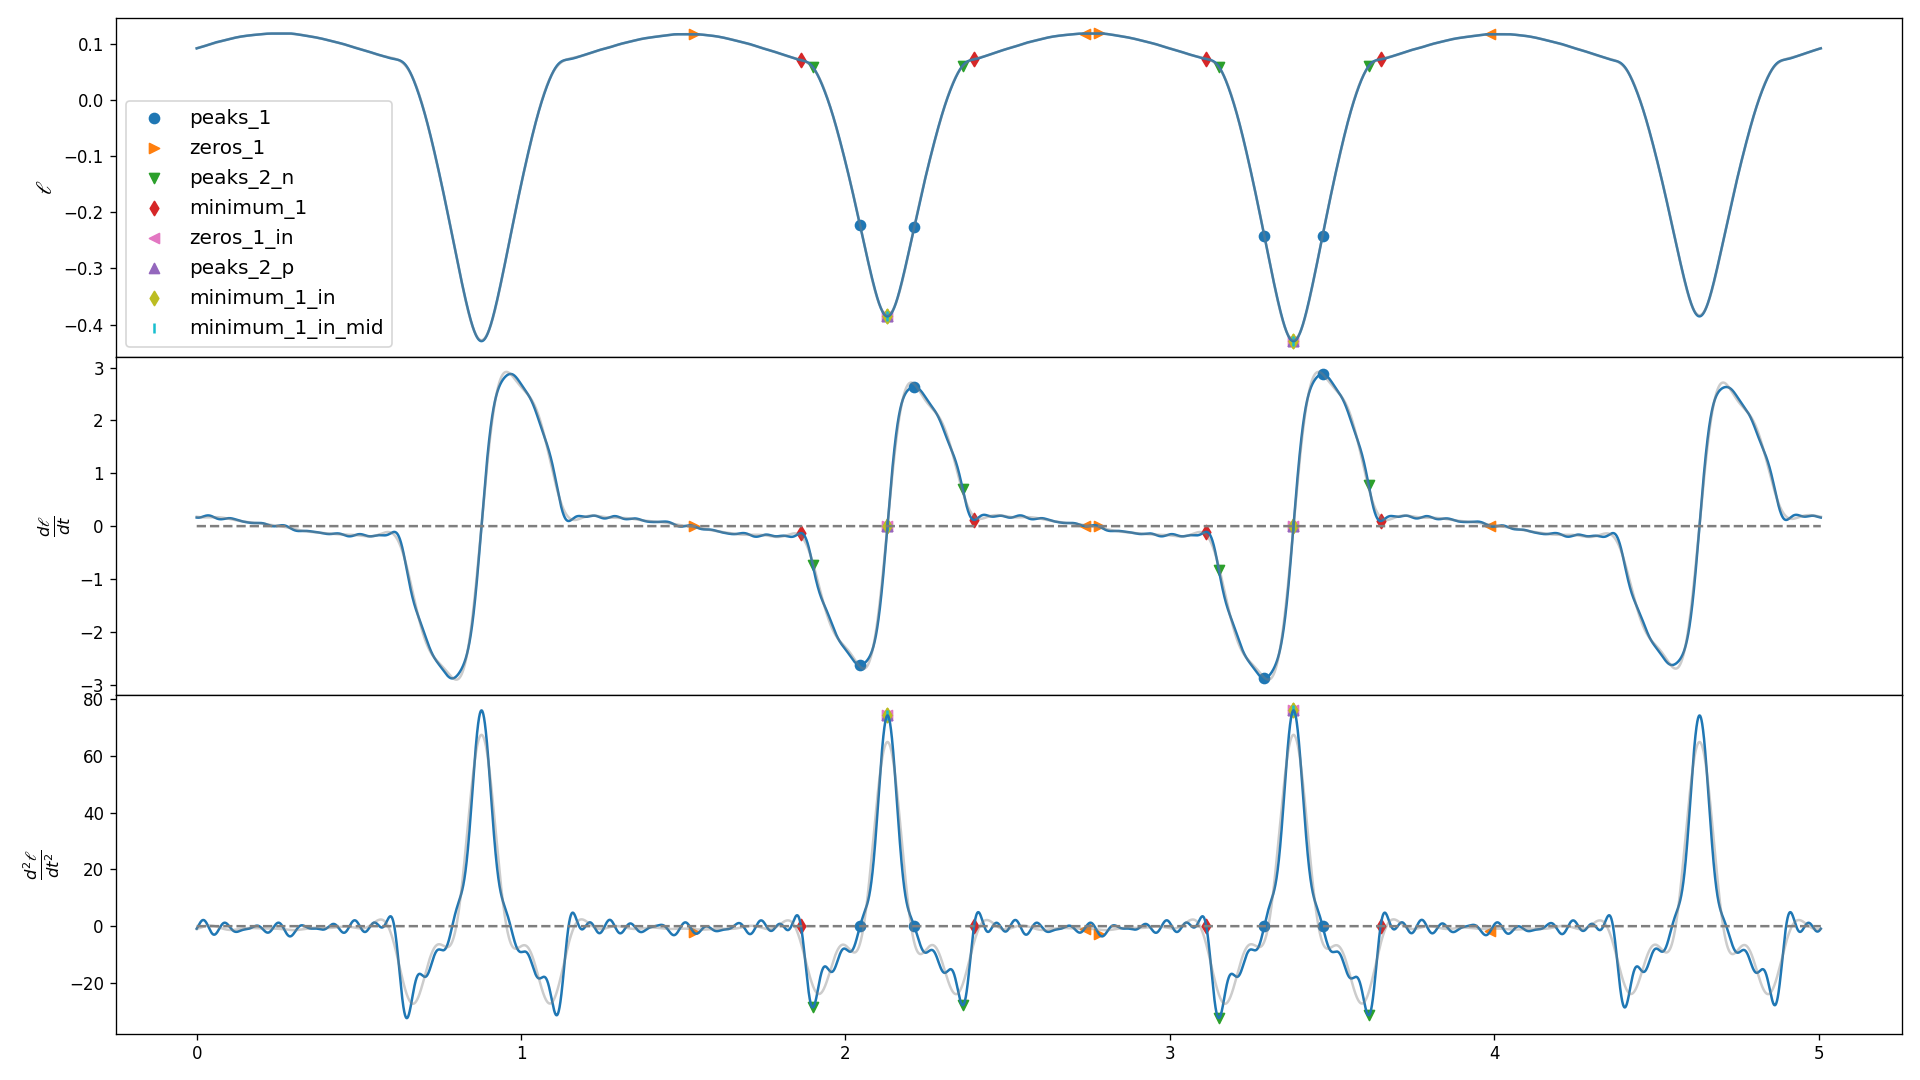 0.1
0.0
−0.1
−0.2
−0.3
−0.4
ℓ
peaks_1
zeros_1
peaks_2_n
minimum_1
zeros_1_in
peaks_2_p
minimum_1_in
minimum_1_in_mid
3
2
1
0
−1
−2
−3
dℓ
dt
80
60
40
20
0
−20
d²ℓ
dt²
0 1 2 3 4 5